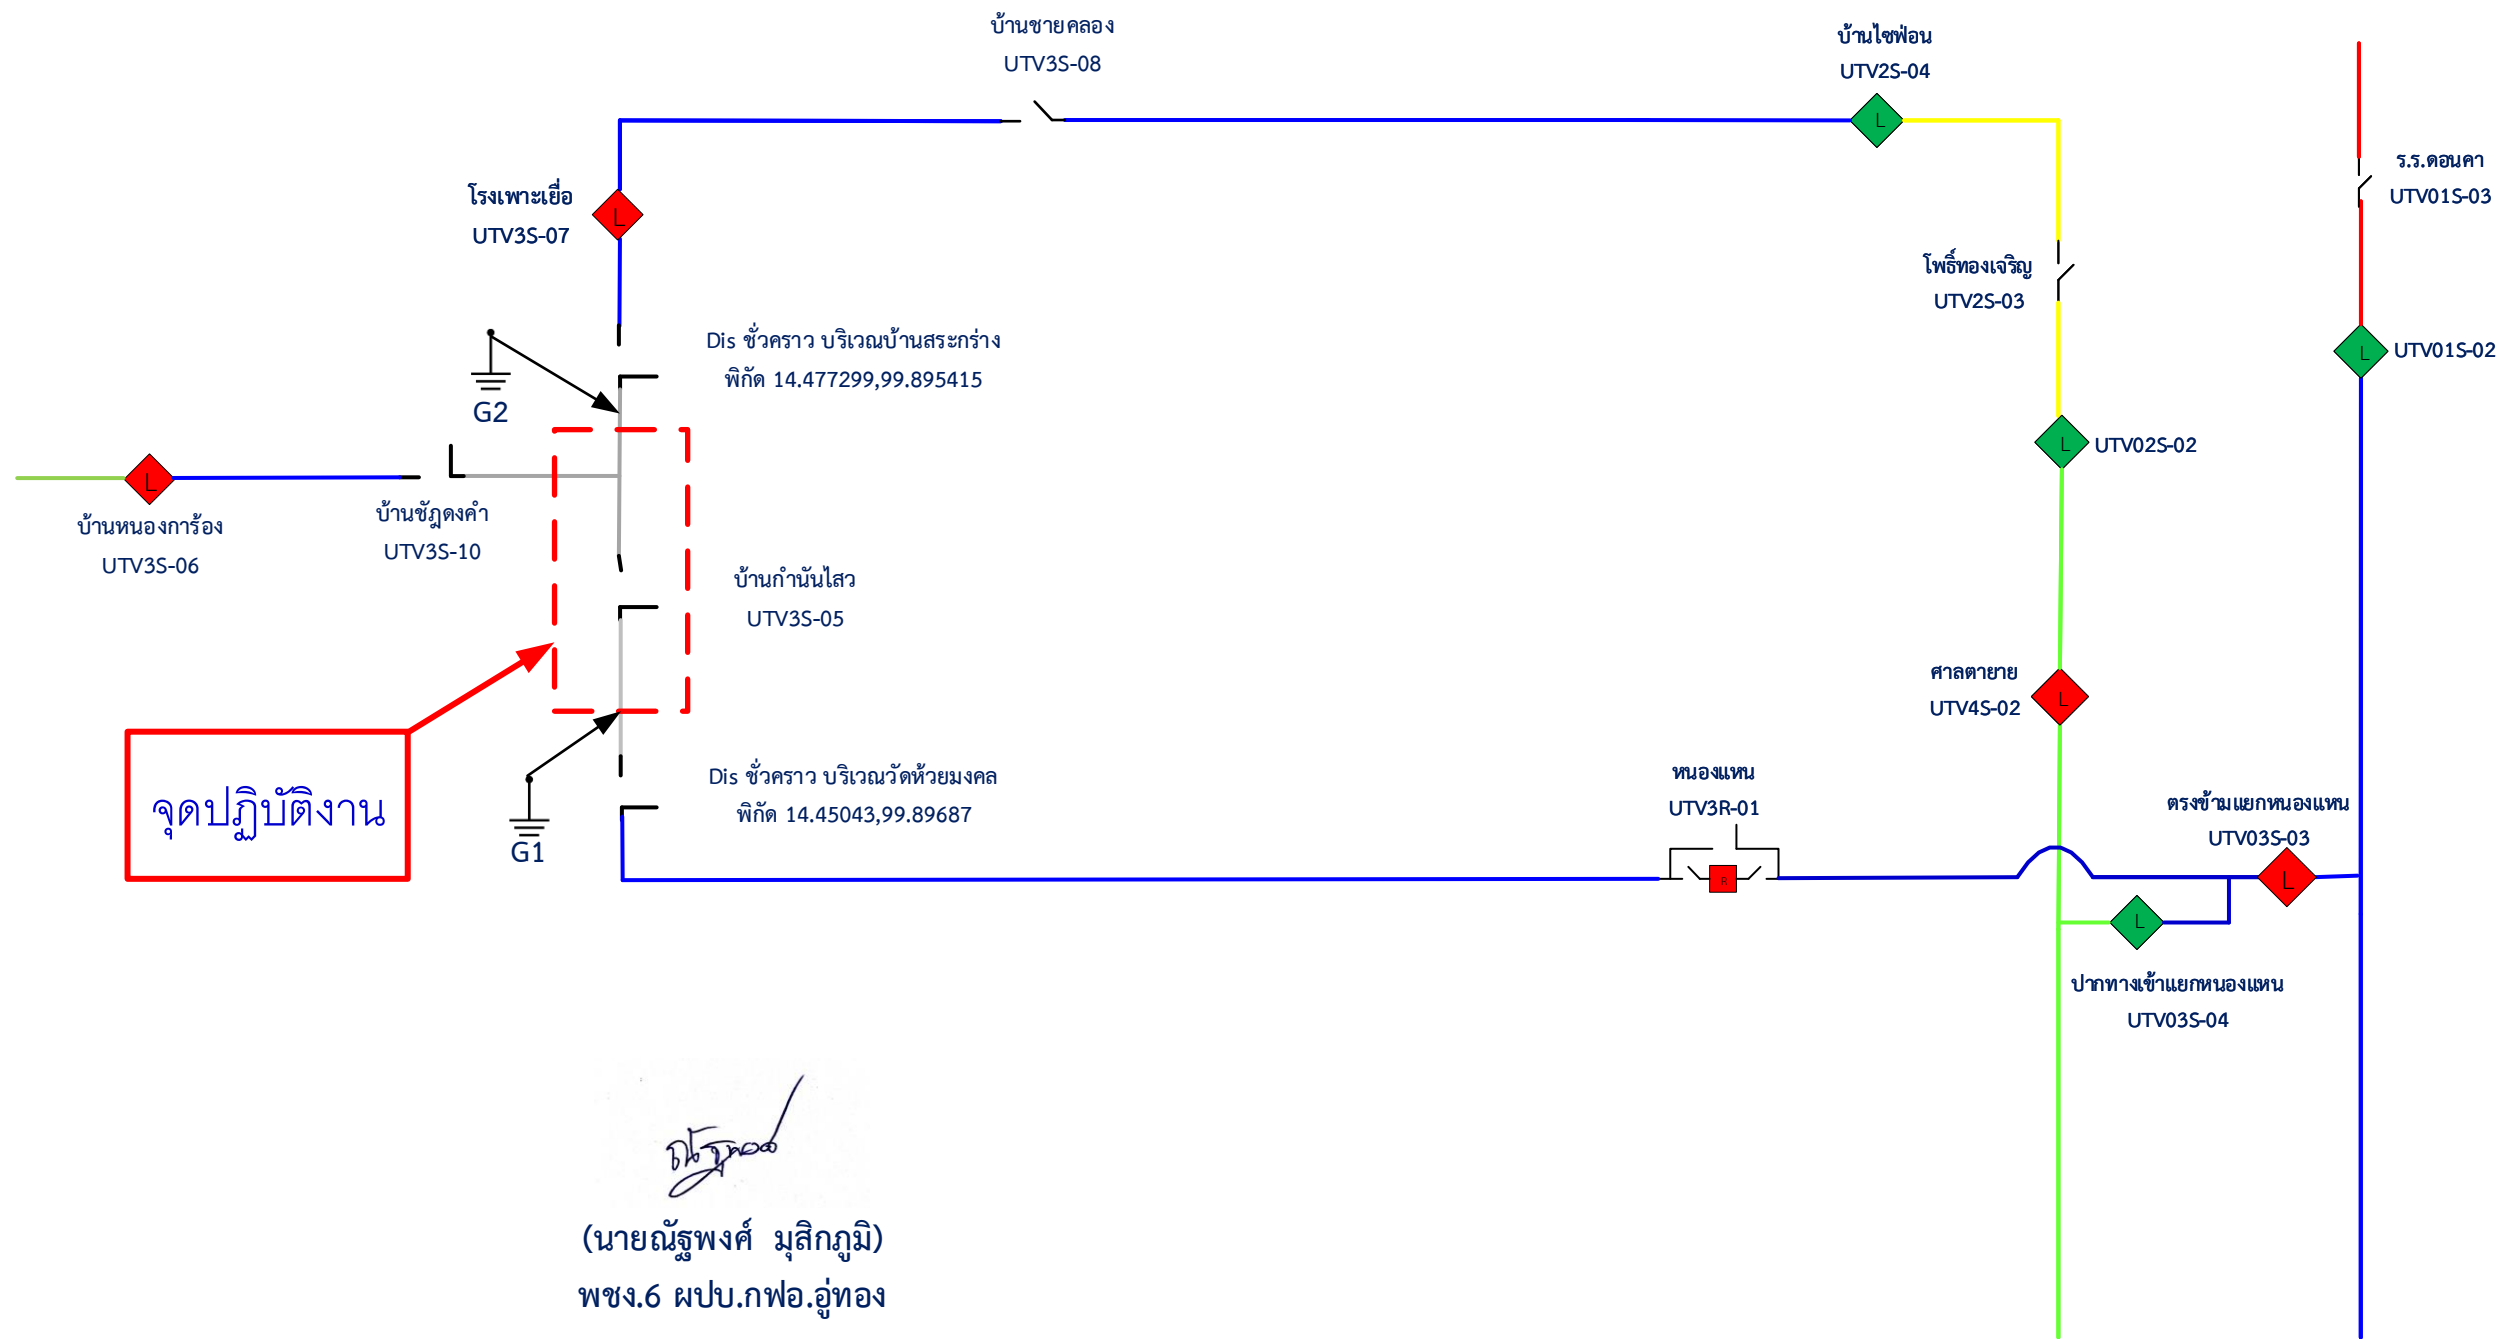 บ้านชายคลอง
UTV3S-08
บ้านไซฟ่อน
UTV2S-04
L
ร.ร.ดอนคา
UTV01S-03
โรงเพาะเยื่อ
UTV3S-07
L
โพธิ์ทองเจริญ
UTV2S-03
Dis ชั่วคราว บริเวณบ้านสระกร่าง
พิกัด 14.477299,99.895415
L
UTV01S-02
G2
L
UTV02S-02
L
บ้านหนองการ้อง
UTV3S-06
บ้านชัฎดงคำ
UTV3S-10
บ้านกำนันไสว
UTV3S-05
ศาลตายาย
UTV4S-02
L
จุดปฏิบัติงาน
Dis ชั่วคราว บริเวณวัดห้วยมงคล
พิกัด 14.45043,99.89687
G1
หนองแหน
UTV3R-01
R
ตรงข้ามแยกหนองแหน
UTV03S-03
L
L
ปากทางเข้าแยกหนองแหน
UTV03S-04
ณัฐพงศ์
(นายณัฐพงศ์ มุสิกภูมิ)
พชง.6 ผปบ.กฟอ.อู่ทอง